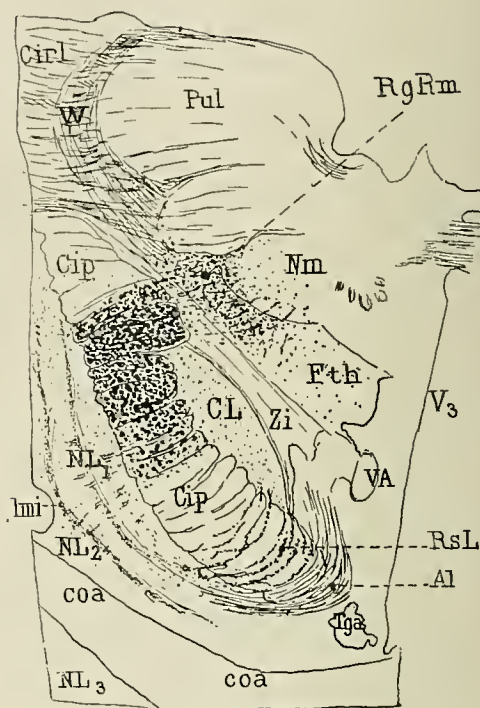 Cirl
W
Pul
RgRm
Cip
Nm
Fth
CL
Zi
V3
VA
NL1
Cip
lmi
NL2
RsL
Al
coa
Tga
NL3
coa